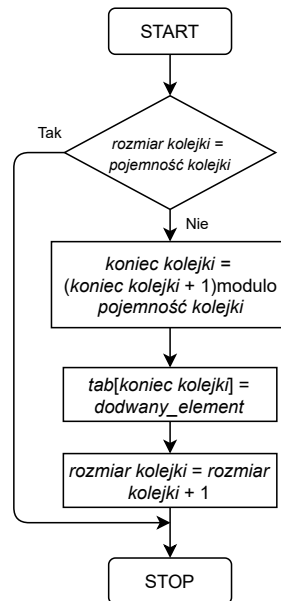 START
Tak
rozmiar kolejki =
pojemność kolejki
Nie
koniec kolejki =
(koniec kolejki + 1)modulo
pojemność kolejki
tab[koniec kolejki] =
dodwany_element
rozmiar kolejki = rozmiar
kolejki + 1
STOP